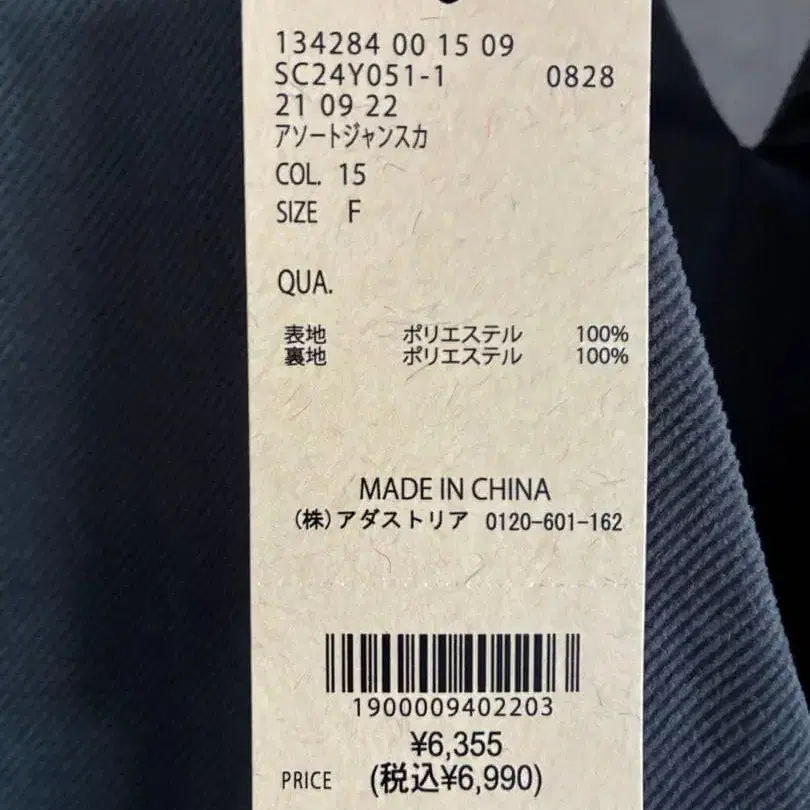 134284 00 15 09
SC24Y051-1 0828
21 09 22
アソートジャンスカ
COL. 15
SIZE F
QUA.
表地 ポリエステル 100%
裏地 ポリエステル 100%
MADE IN CHINA
(株)アダストリア 0120-601-162
1900009402203
¥6,355
PRICE (税込¥6,990)